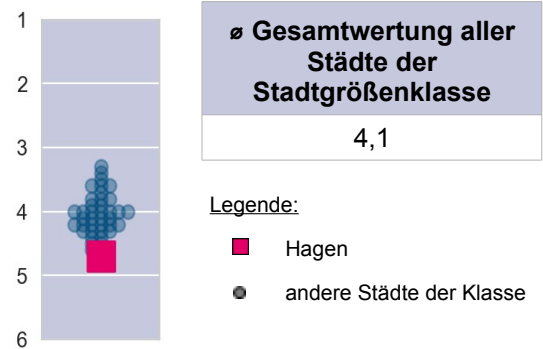 1
2
3
4
5
6
ø Gesamtwertung aller
Städte der
Stadtgrößenklasse
4,1
Legende:
Hagen
andere Städte der Klasse